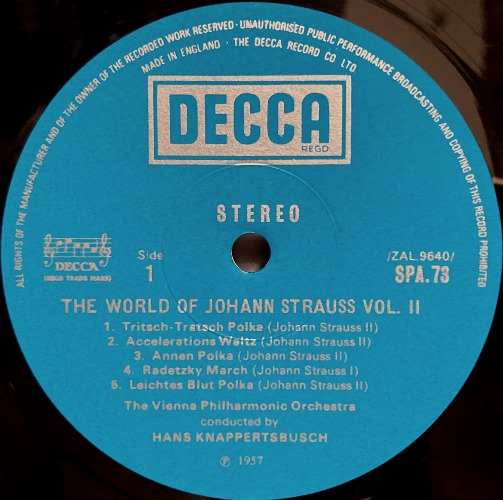 ALL RIGHTS OF THE MANUFACTURER AND OF THE OWNER OF THE RECORDED WORK RESERVED · UNAUTHORISED PUBLIC PERFORMANCE BROADCASTING AND COPYING OF THIS RECORD PROHIBITED
MADE IN ENGLAND · THE DECCA RECORD CO LTD
DECCA
REGD
STEREO
DECCA
(REGD TRADE MARK)
Side
1
/ZAL.9640/
SPA.73
THE WORLD OF JOHANN STRAUSS VOL. II
1. Tritsch-Tratsch Polka (Johann Strauss II)
2. Accelerations Waltz (Johann Strauss II)
3. Annen Polka (Johann Strauss II)
4. Radetzky March (Johann Strauss I)
5. Leichtes Blut Polka (Johann Strauss II)
The Vienna Philharmonic Orchestra
conducted by
HANS KNAPPERTSBUSCH
℗ 1957